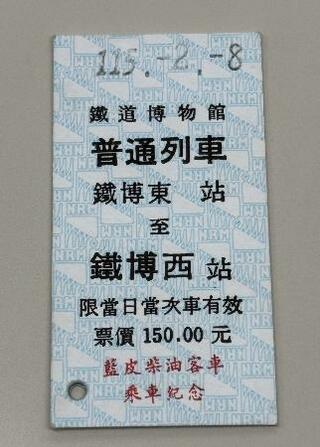 115.-2.-8
鐵道博物館
普通列車
鐵博東 站
至
鐵博西 站
限當日當次車有效
票價 150.00 元
藍皮柴油客車
乘車紀念